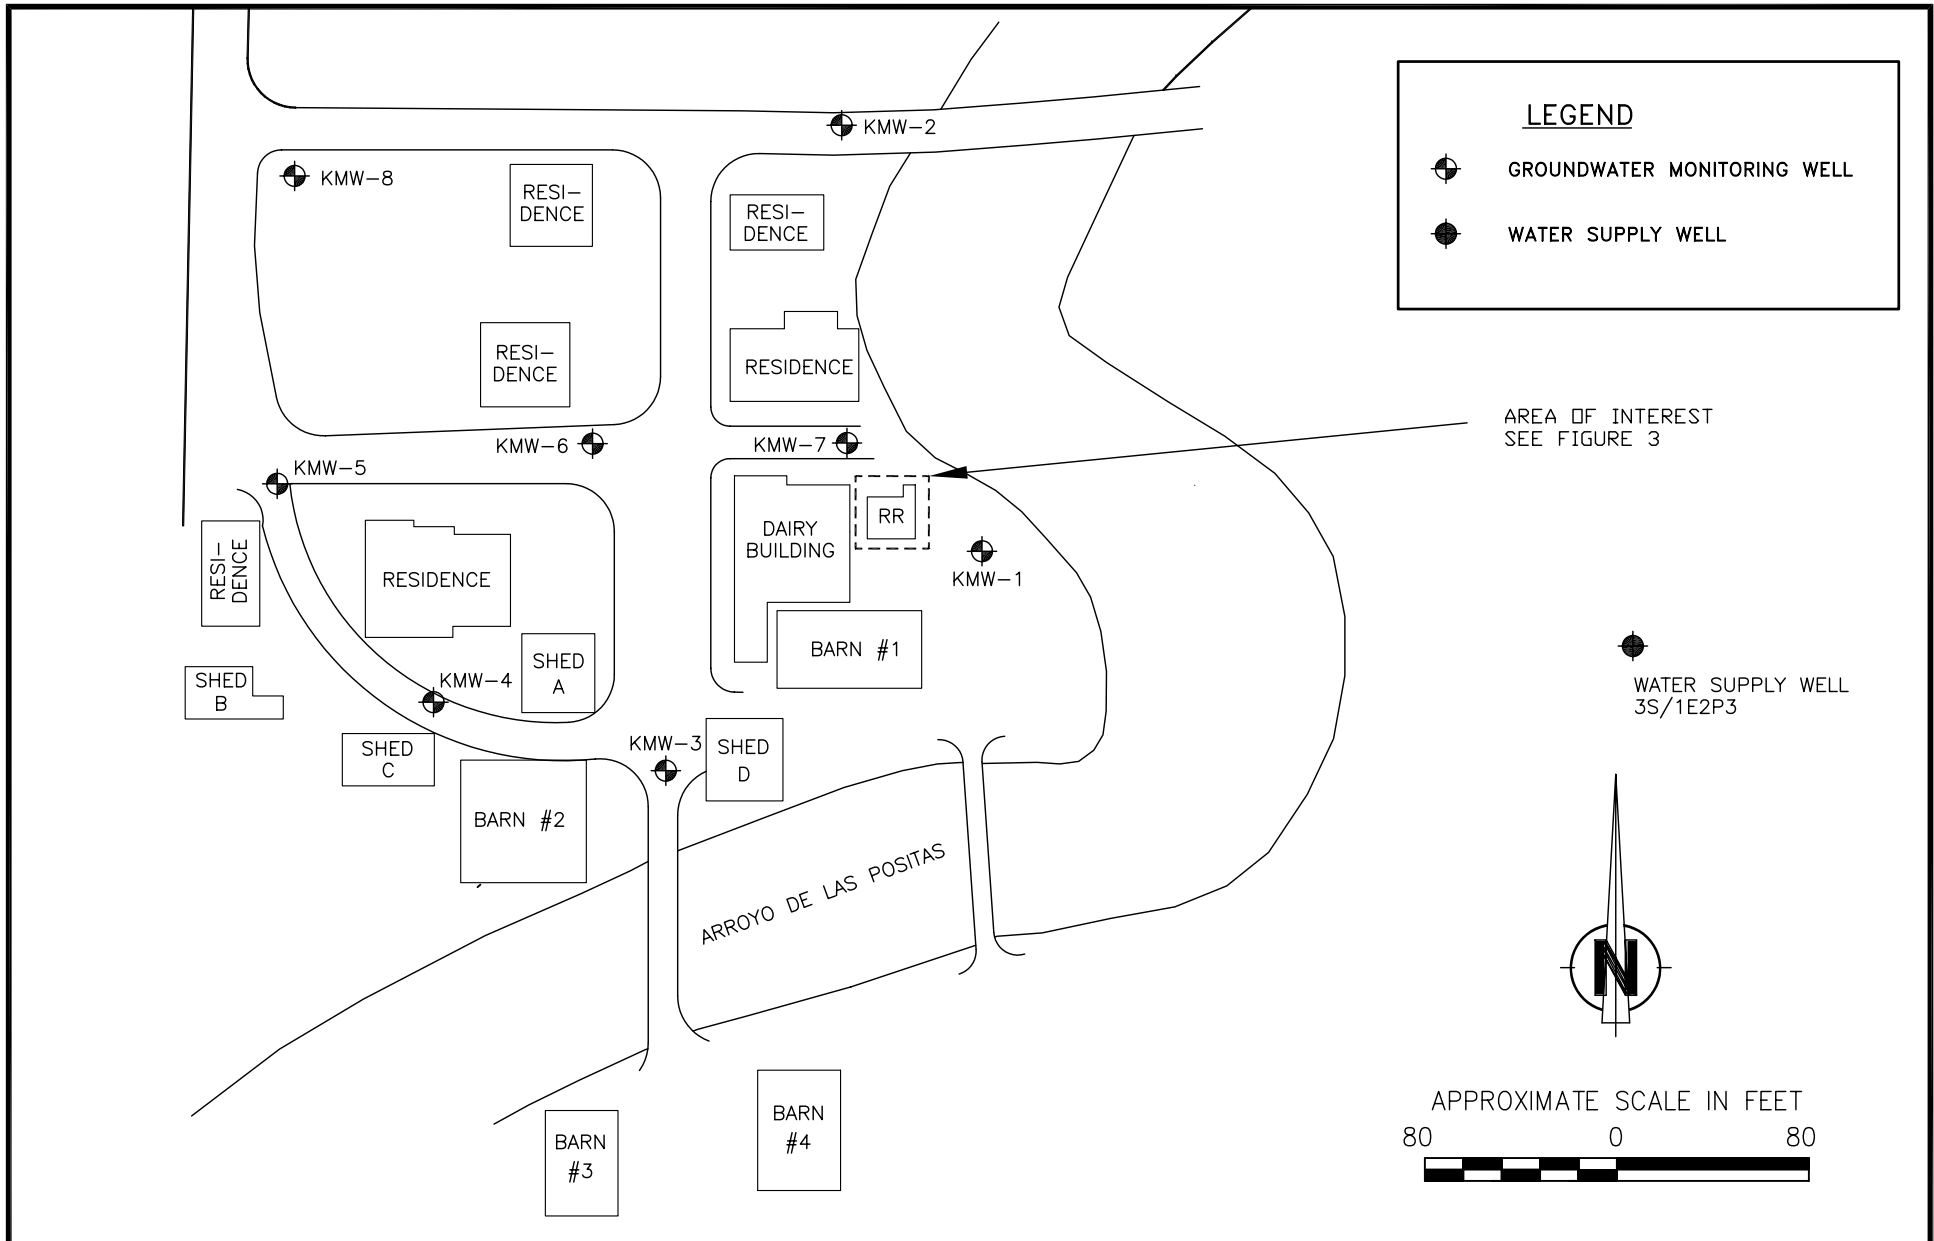 LEGEND
GROUNDWATER MONITORING WELL
WATER SUPPLY WELL
KMW-2
KMW-8
RESI-
DENCE
RESI-
DENCE
RESI-
DENCE
RESIDENCE
AREA OF INTEREST
SEE FIGURE 3
KMW-6
KMW-7
KMW-5
RR
DAIRY
BUILDING
RESI-
DENCE
RESIDENCE
KMW-1
BARN #1
SHED
A
SHED
B
KMW-4
WATER SUPPLY WELL
3S/1E2P3
KMW-3
SHED
C
SHED
D
BARN #2
ARROYO DE LAS POSITAS
N
APPROXIMATE SCALE IN FEET
80 0 80
BARN
#4
BARN
#3